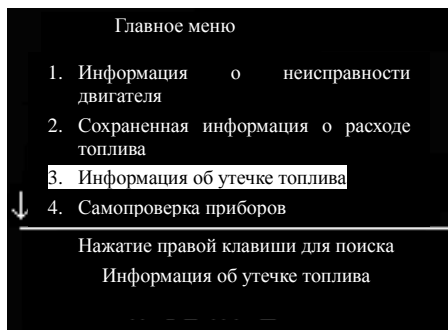 Главное меню
1. Информация о неисправности
двигателя
2. Сохраненная информация о расходе
топлива
3. Информация об утечке топлива
4. Самопроверка приборов
Нажатие правой клавиши для поиска
Информация об утечке топлива